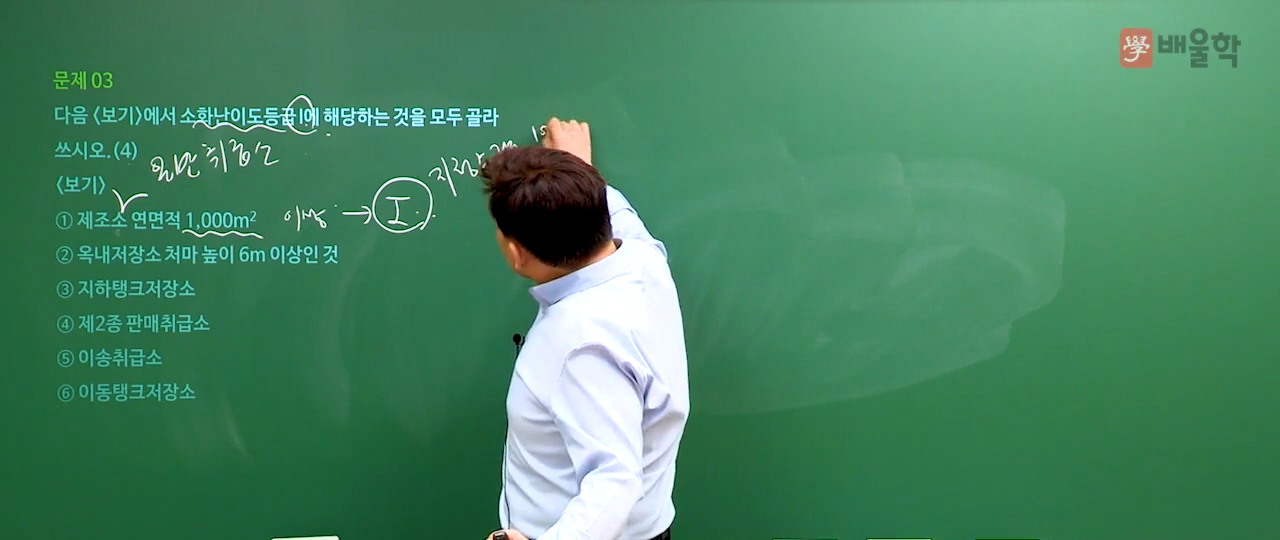 學 배울학
문제 03
다음 〈보기〉에서 소화난이도등급 I에 해당하는 것을 모두 골라
쓰시오. (4)
일반취급소
〈보기〉
① 제조소 연면적 1,000m² 이상 → Ⅰ
② 옥내저장소 처마 높이 6m 이상인 것
③ 지하탱크저장소
④ 제2종 판매취급소
⑤ 이송취급소
⑥ 이동탱크저장소